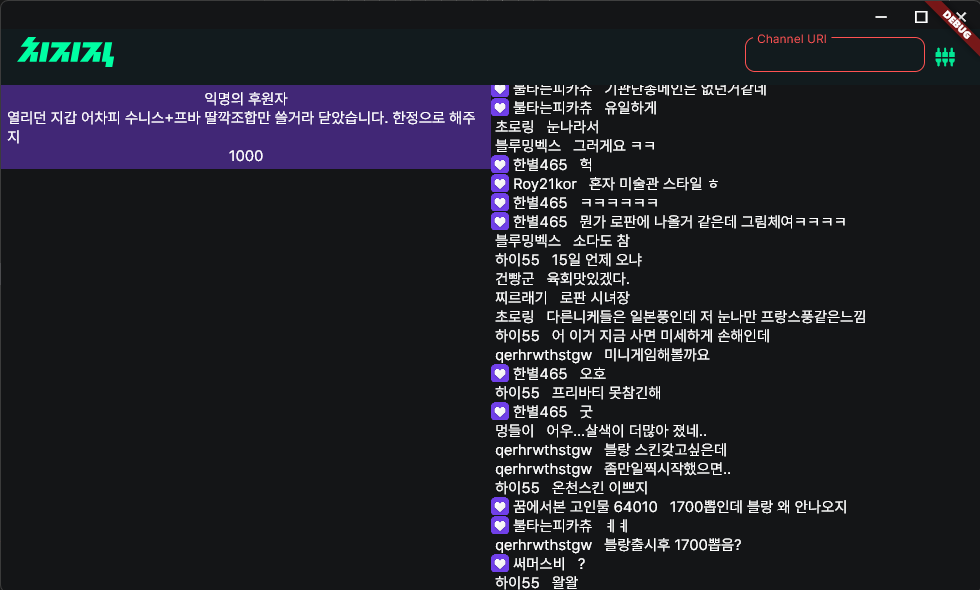 DEBUG
치지직
Channel URI
익명의 후원자
열리던 지갑 어차피 수니스+프바 딸깍조합만 쓸거라 닫았습니다. 한정으로 해주
지
1000
불타는피카츄 기관단총메인은 없던거같네
불타는피카츄 유일하게
초로링 눈나라서
블루밍벡스 그러게요 ㅋㅋ
한별465 헉
Roy21kor 혼자 미술관 스타일 ㅎ
한별465 ㅋㅋㅋㅋㅋㅋ
한별465 뭔가 로판에 나올거 같은데 그림체여ㅋㅋㅋㅋ
블루밍벡스 소다도 참
하이55 15일 언제 오냐
건빵군 육회맛있겠다.
찌르래기 로판 시녀장
초로링 다른니케들은 일본풍인데 저 눈나만 프랑스풍같은느낌
하이55 어 이거 지금 사면 미세하게 손해인데
qerhrwthstgw 미니게임해볼까요
한별465 오호
하이55 프리바티 못참긴해
한별465 굿
멍들이 어우...살색이 더많아 졌네..
qerhrwthstgw 블랑 스킨갖고싶은데
qerhrwthstgw 좀만일찍시작했으면..
하이55 온천스킨 이쁘지
꿈에서본 고인물 64010 1700뽑인데 블랑 왜 안나오지
불타는피카츄 ㅖㅖ
qerhrwthstgw 블랑출시후 1700뽑음?
써머스비 ?
하이55 왈왈